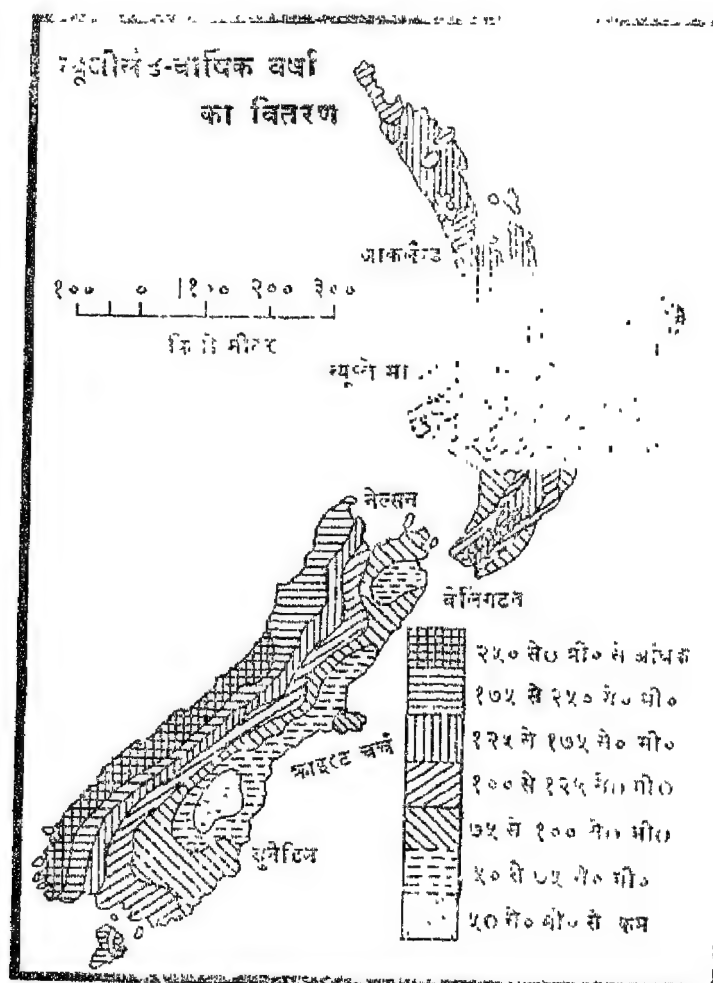 न्यूजीलैंड-वार्षिक वर्षा
का वितरण
आकलैण्ड
१०० ० १०० २०० ३००
किलो मीटर
नेल्सन
वेलिंगटन
क्राइस्ट चर्च
डुनेडिन
२५० से० मी० से अधिक
१७५ से २५० से० मी०
१२५ से १७५ से० मी०
१०० से १२५ से० मी०
७५ से १०० से० मी०
५० से ७५ से० मी०
५० से० मी० से कम